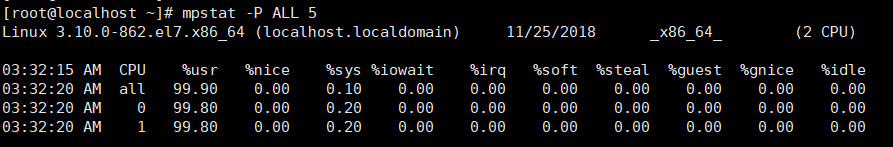 [root@localhost ~]# mpstat -P ALL 5
Linux 3.10.0-862.el7.x86_64 (localhost.localdomain) 11/25/2018 _x86_64_ (2 CPU)
03:32:15 AM CPU %usr %nice %sys %iowait %irq %soft %steal %guest %gnice %idle
03:32:20 AM all 99.90 0.00 0.10 0.00 0.00 0.00 0.00 0.00 0.00 0.00
03:32:20 AM 0 99.80 0.00 0.20 0.00 0.00 0.00 0.00 0.00 0.00 0.00
03:32:20 AM 1 99.80 0.00 0.20 0.00 0.00 0.00 0.00 0.00 0.00 0.00